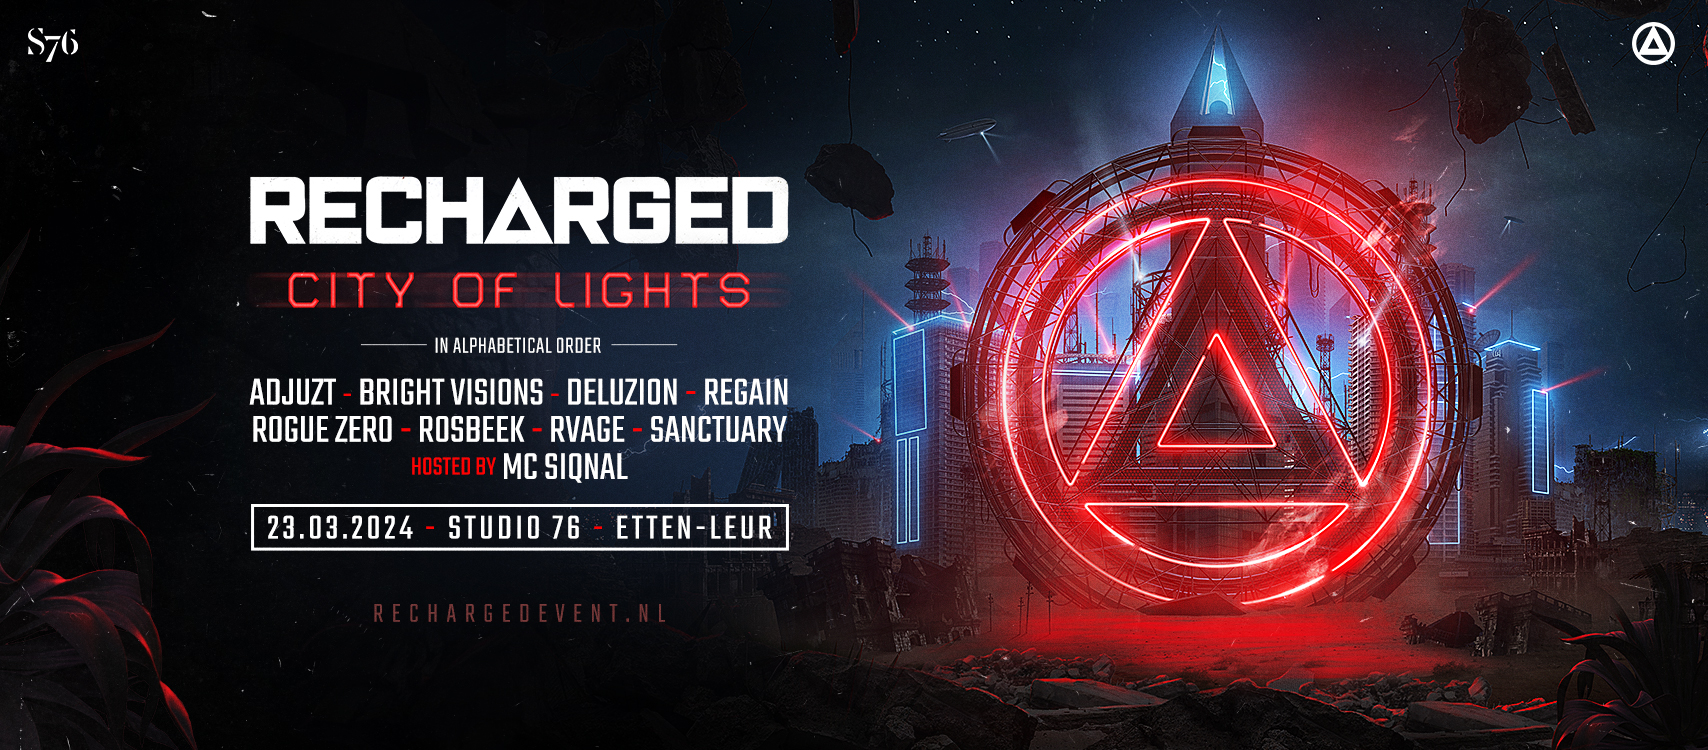 S76
RECHARGED
CITY OF LIGHTS
IN ALPHABETICAL ORDER
ADJUZT - BRIGHT VISIONS - DELUZION - REGAIN
ROGUE ZERO - ROSBEEK - RVAGE - SANCTUARY
HOSTED BY MC SIQNAL
23.03.2024 - STUDIO 76 - ETTEN-LEUR
RECHARGEDEVENT.NL